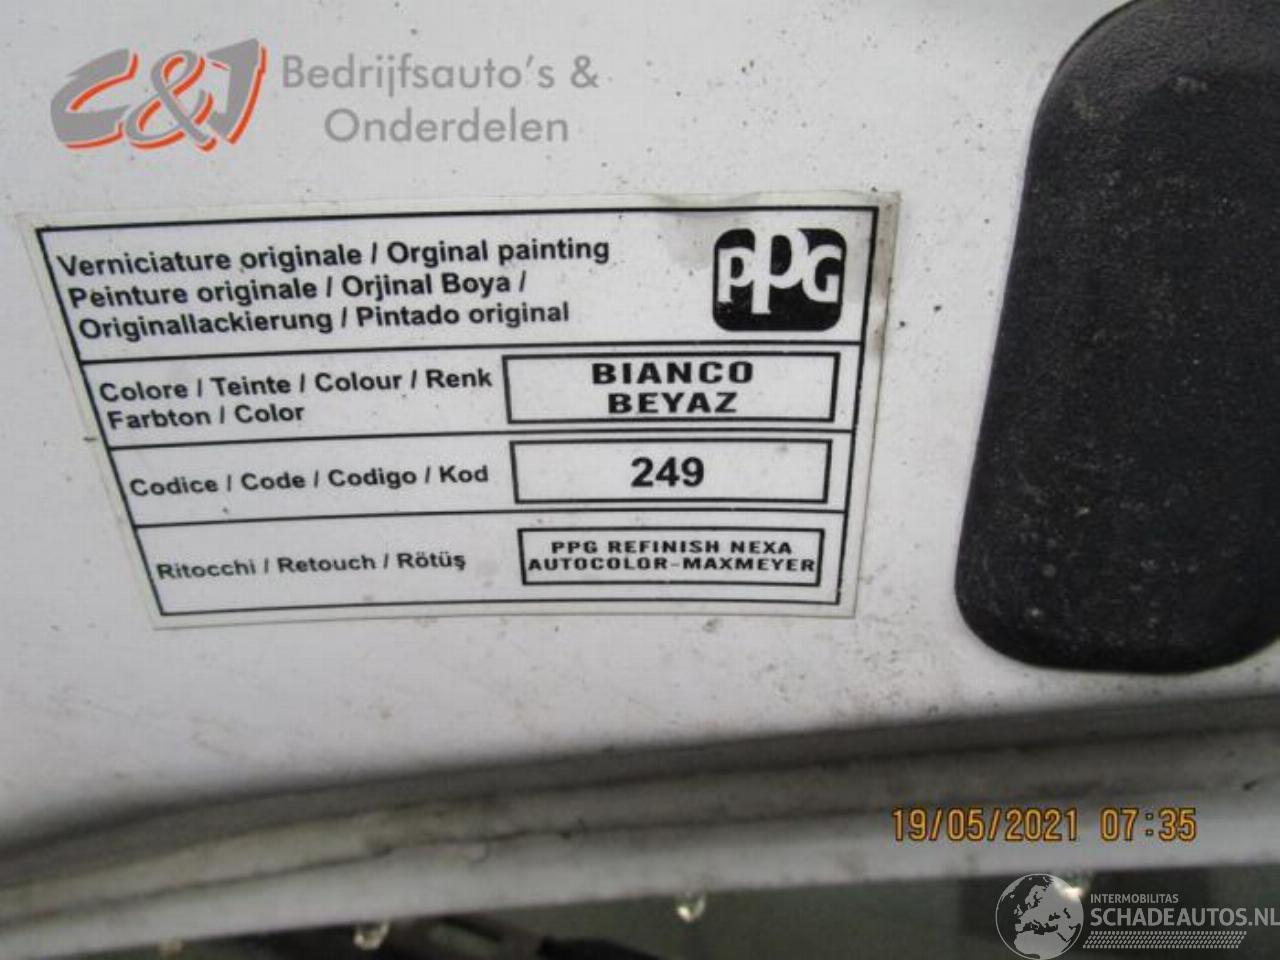 C&J Bedrijfsauto's &
Onderdelen
Verniciature originale / Orginal painting
Peinture originale / Orjinal Boya /
Originallackierung / Pintado original
PPG
Colore / Teinte / Colour / Renk
Farbton / Color
BIANCO
BEYAZ
Codice / Code / Codigo / Kod
249
Ritocchi / Retouch / Rötüş
PPG REFINISH NEXA
AUTOCOLOR-MAXMEYER
19/05/2021 07:35
INTERMOBILITAS
SCHADEAUTOS.NL